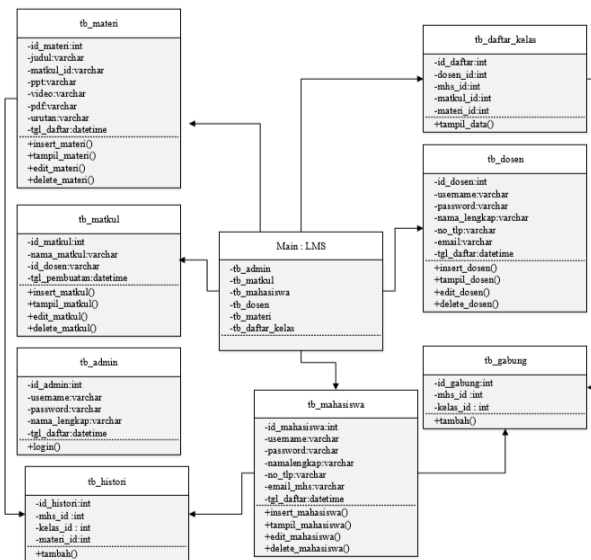 tb_materi
-id_materi:int
-judul:varchar
-matkul_id:varchar
-ppt:varchar
-video:varchar
-pdf:varchar
-urutan:varchar
-tgl_daftar:datetime
+insert_materi()
+tampil_materi()
+edit_materi()
+delete_materi()
tb_matkul
-id_matkul:int
-nama_matkul:varchar
-id_dosen:varchar
-tgl_pembuatan:datetime
+insert_matkul()
+tampil_matkul()
+edit_matkul()
+delete_matkul()
tb_admin
-id_admin:int
-username:varchar
-password:varchar
-nama_lengkap:varchar
-tgl_daftar:datetime
+login()
tb_histori
-id_histori:int
-mhs_id :int
-kelas_id : int
-materi_id:int
+tambah()
Main : LMS
-tb_admin
-tb_matkul
-tb_mahasiswa
-tb_dosen
-tb_materi
-tb_daftar_kelas
tb_mahasiswa
-id_mahasiswa:int
-username:varchar
-password:varchar
-namalengkap:varchar
-no_tlp:varchar
-email_mhs:varchar
-tgl_daftar:datetime
+insert_mahasiswa()
+tampil_mahasiswa()
+edit_mahasiswa()
+delete_mahasiswa()
tb_daftar_kelas
-id_daftar:int
-dosen_id:int
-mhs_id:int
-matkul_id:int
-materi_id:int
+tampil_data()
tb_dosen
-id_dosen:int
-username:varchar
-password:varchar
-nama_lengkap:varchar
-no_tlp:varchar
-email:varchar
-tgl_daftar:datetime
+insert_dosen()
+tampil_dosen()
+edit_dosen()
+delete_dosen()
tb_gabung
-id_gabung:int
-mhs_id : int
-kelas_id : int
+tambah()